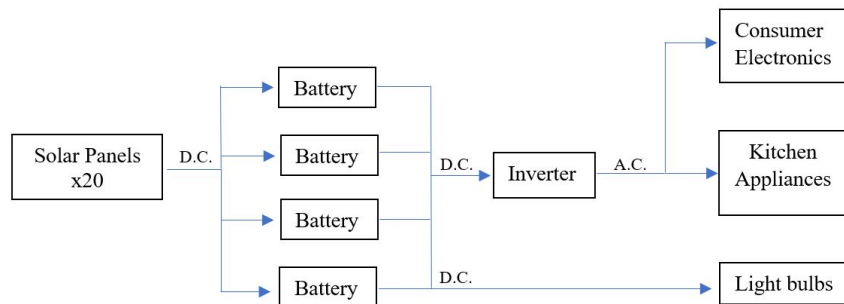 Solar Panels
x20
D.C.
Battery
Battery
Battery
Battery
D.C.
D.C.
Inverter
A.C.
Consumer
Electronics
Kitchen
Appliances
Light bulbs